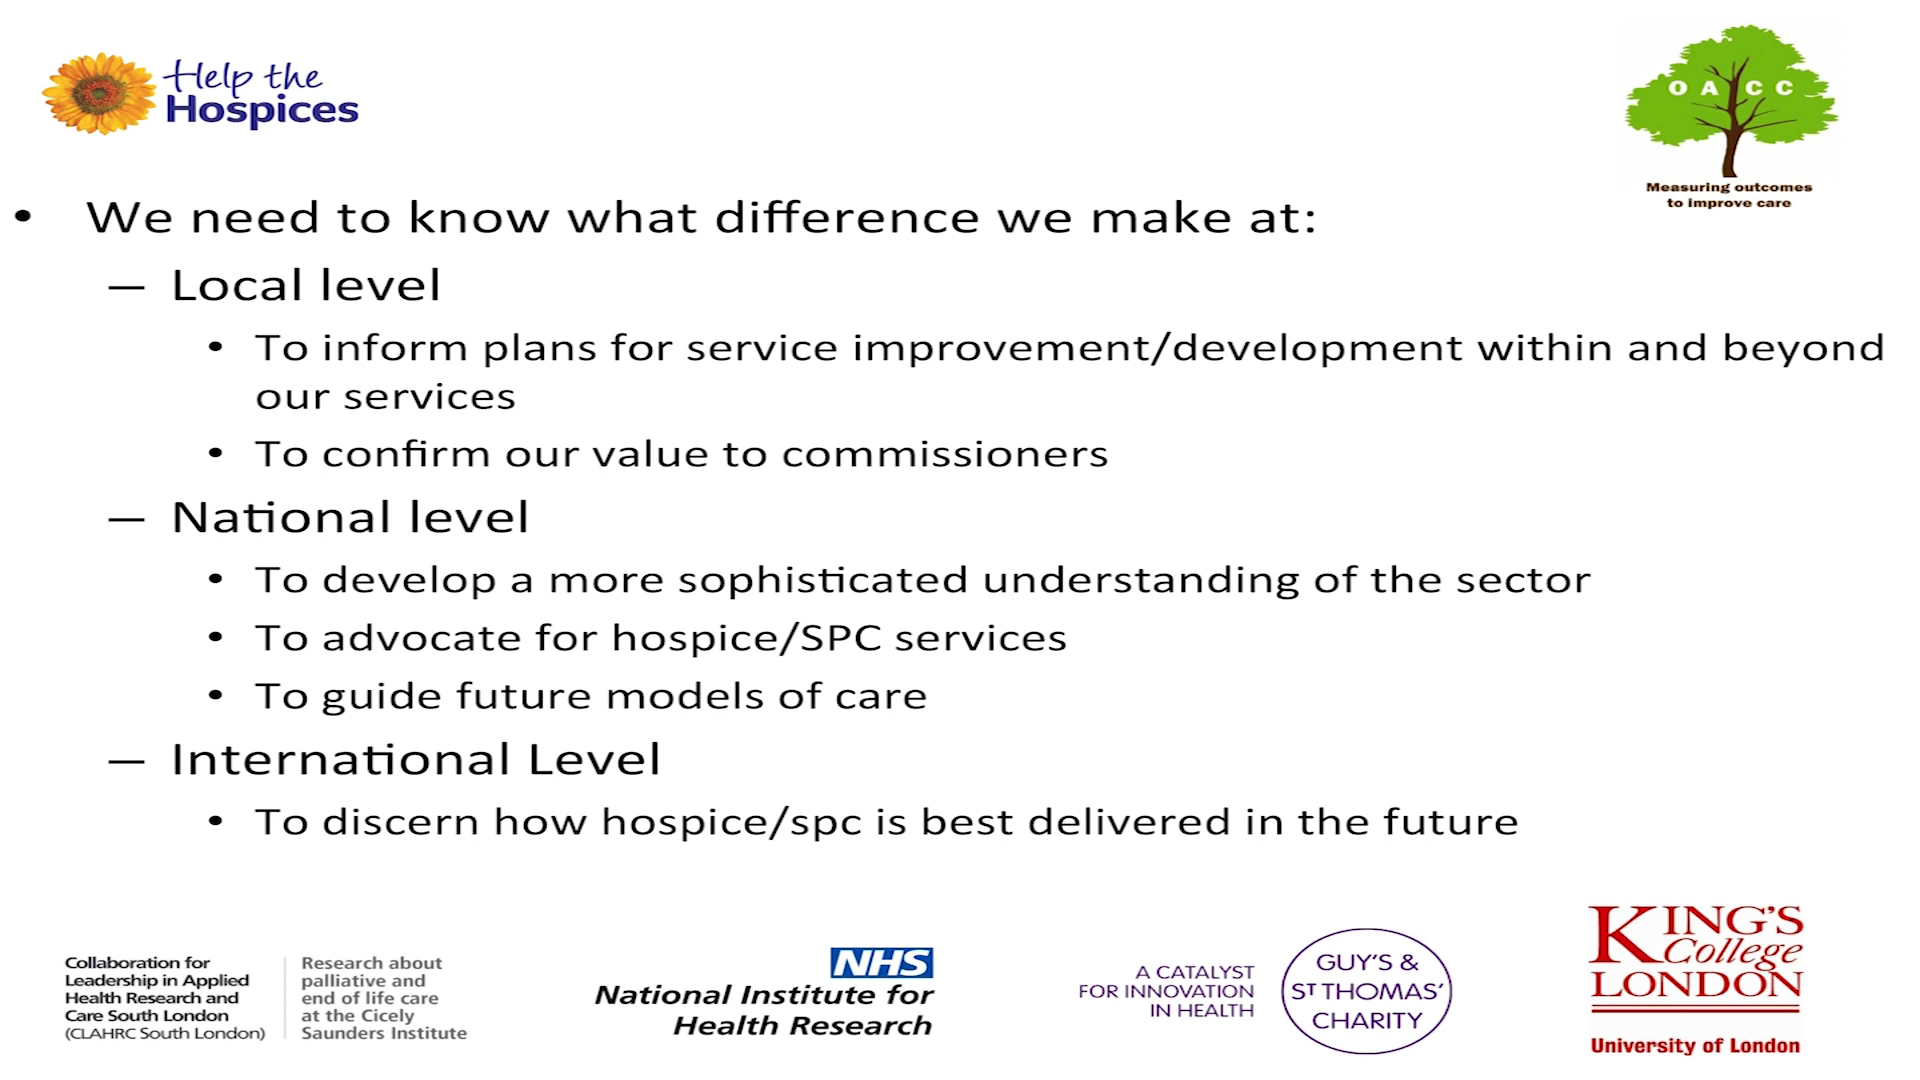 Help the
Hospices
O A C C
Measuring outcomes
to improve care
• We need to know what difference we make at:
– Local level
• To inform plans for service improvement/development within and beyond
our services
• To confirm our value to commissioners
– National level
• To develop a more sophisticated understanding of the sector
• To advocate for hospice/SPC services
• To guide future models of care
– International Level
• To discern how hospice/spc is best delivered in the future
Collaboration for
Leadership in Applied
Health Research and
Care South London
(CLAHRC South London)
Research about
palliative and
end of life care
at the Cicely
Saunders Institute
NHS
National Institute for
Health Research
A CATALYST
FOR INNOVATION
IN HEALTH
GUY'S &
ST THOMAS'
CHARITY
KING'S
College
LONDON
University of London